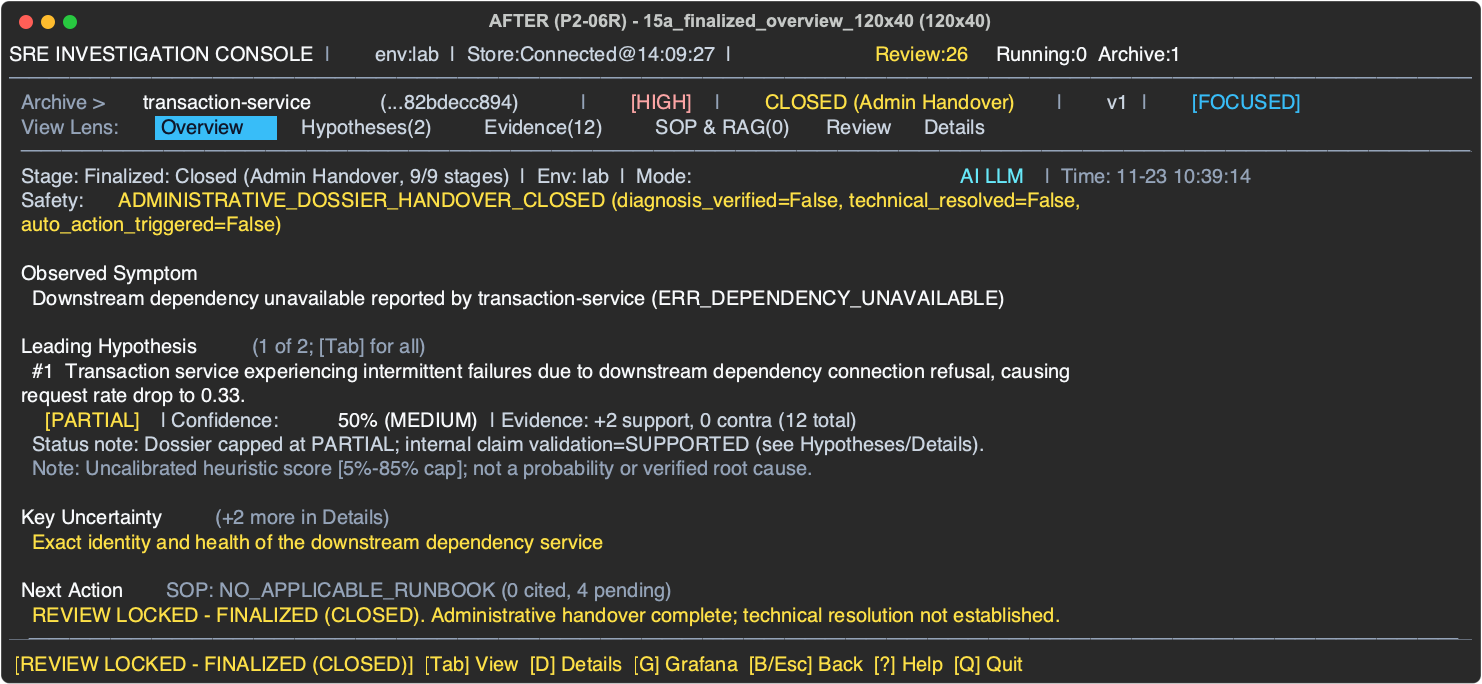 AFTER (P2-06R) - 15a_finalized_overview_120x40 (120x40)
SRE INVESTIGATION CONSOLE | env:lab | Store:Connected@14:09:27 | Review:26 Running:0 Archive:1
Archive > transaction-service (...82bdecc894) | [HIGH] | CLOSED (Admin Handover) | v1 | [FOCUSED]
View Lens: Overview Hypotheses(2) Evidence(12) SOP & RAG(0) Review Details
Stage: Finalized: Closed (Admin Handover, 9/9 stages) | Env: lab | Mode: AI LLM | Time: 11-23 10:39:14
Safety: ADMINISTRATIVE_DOSSIER_HANDOVER_CLOSED (diagnosis_verified=False, technical_resolved=False,
auto_action_triggered=False)
Observed Symptom
Downstream dependency unavailable reported by transaction-service (ERR_DEPENDENCY_UNAVAILABLE)
Leading Hypothesis (1 of 2; [Tab] for all)
#1 Transaction service experiencing intermittent failures due to downstream dependency connection refusal, causing
request rate drop to 0.33.
[PARTIAL] | Confidence: 50% (MEDIUM) | Evidence: +2 support, 0 contra (12 total)
Status note: Dossier capped at PARTIAL; internal claim validation=SUPPORTED (see Hypotheses/Details).
Note: Uncalibrated heuristic score [5%-85% cap]; not a probability or verified root cause.
Key Uncertainty (+2 more in Details)
Exact identity and health of the downstream dependency service
Next Action SOP: NO_APPLICABLE_RUNBOOK (0 cited, 4 pending)
REVIEW LOCKED - FINALIZED (CLOSED). Administrative handover complete; technical resolution not established.
[REVIEW LOCKED - FINALIZED (CLOSED)] [Tab] View [D] Details [G] Grafana [B/Esc] Back [?] Help [Q] Quit